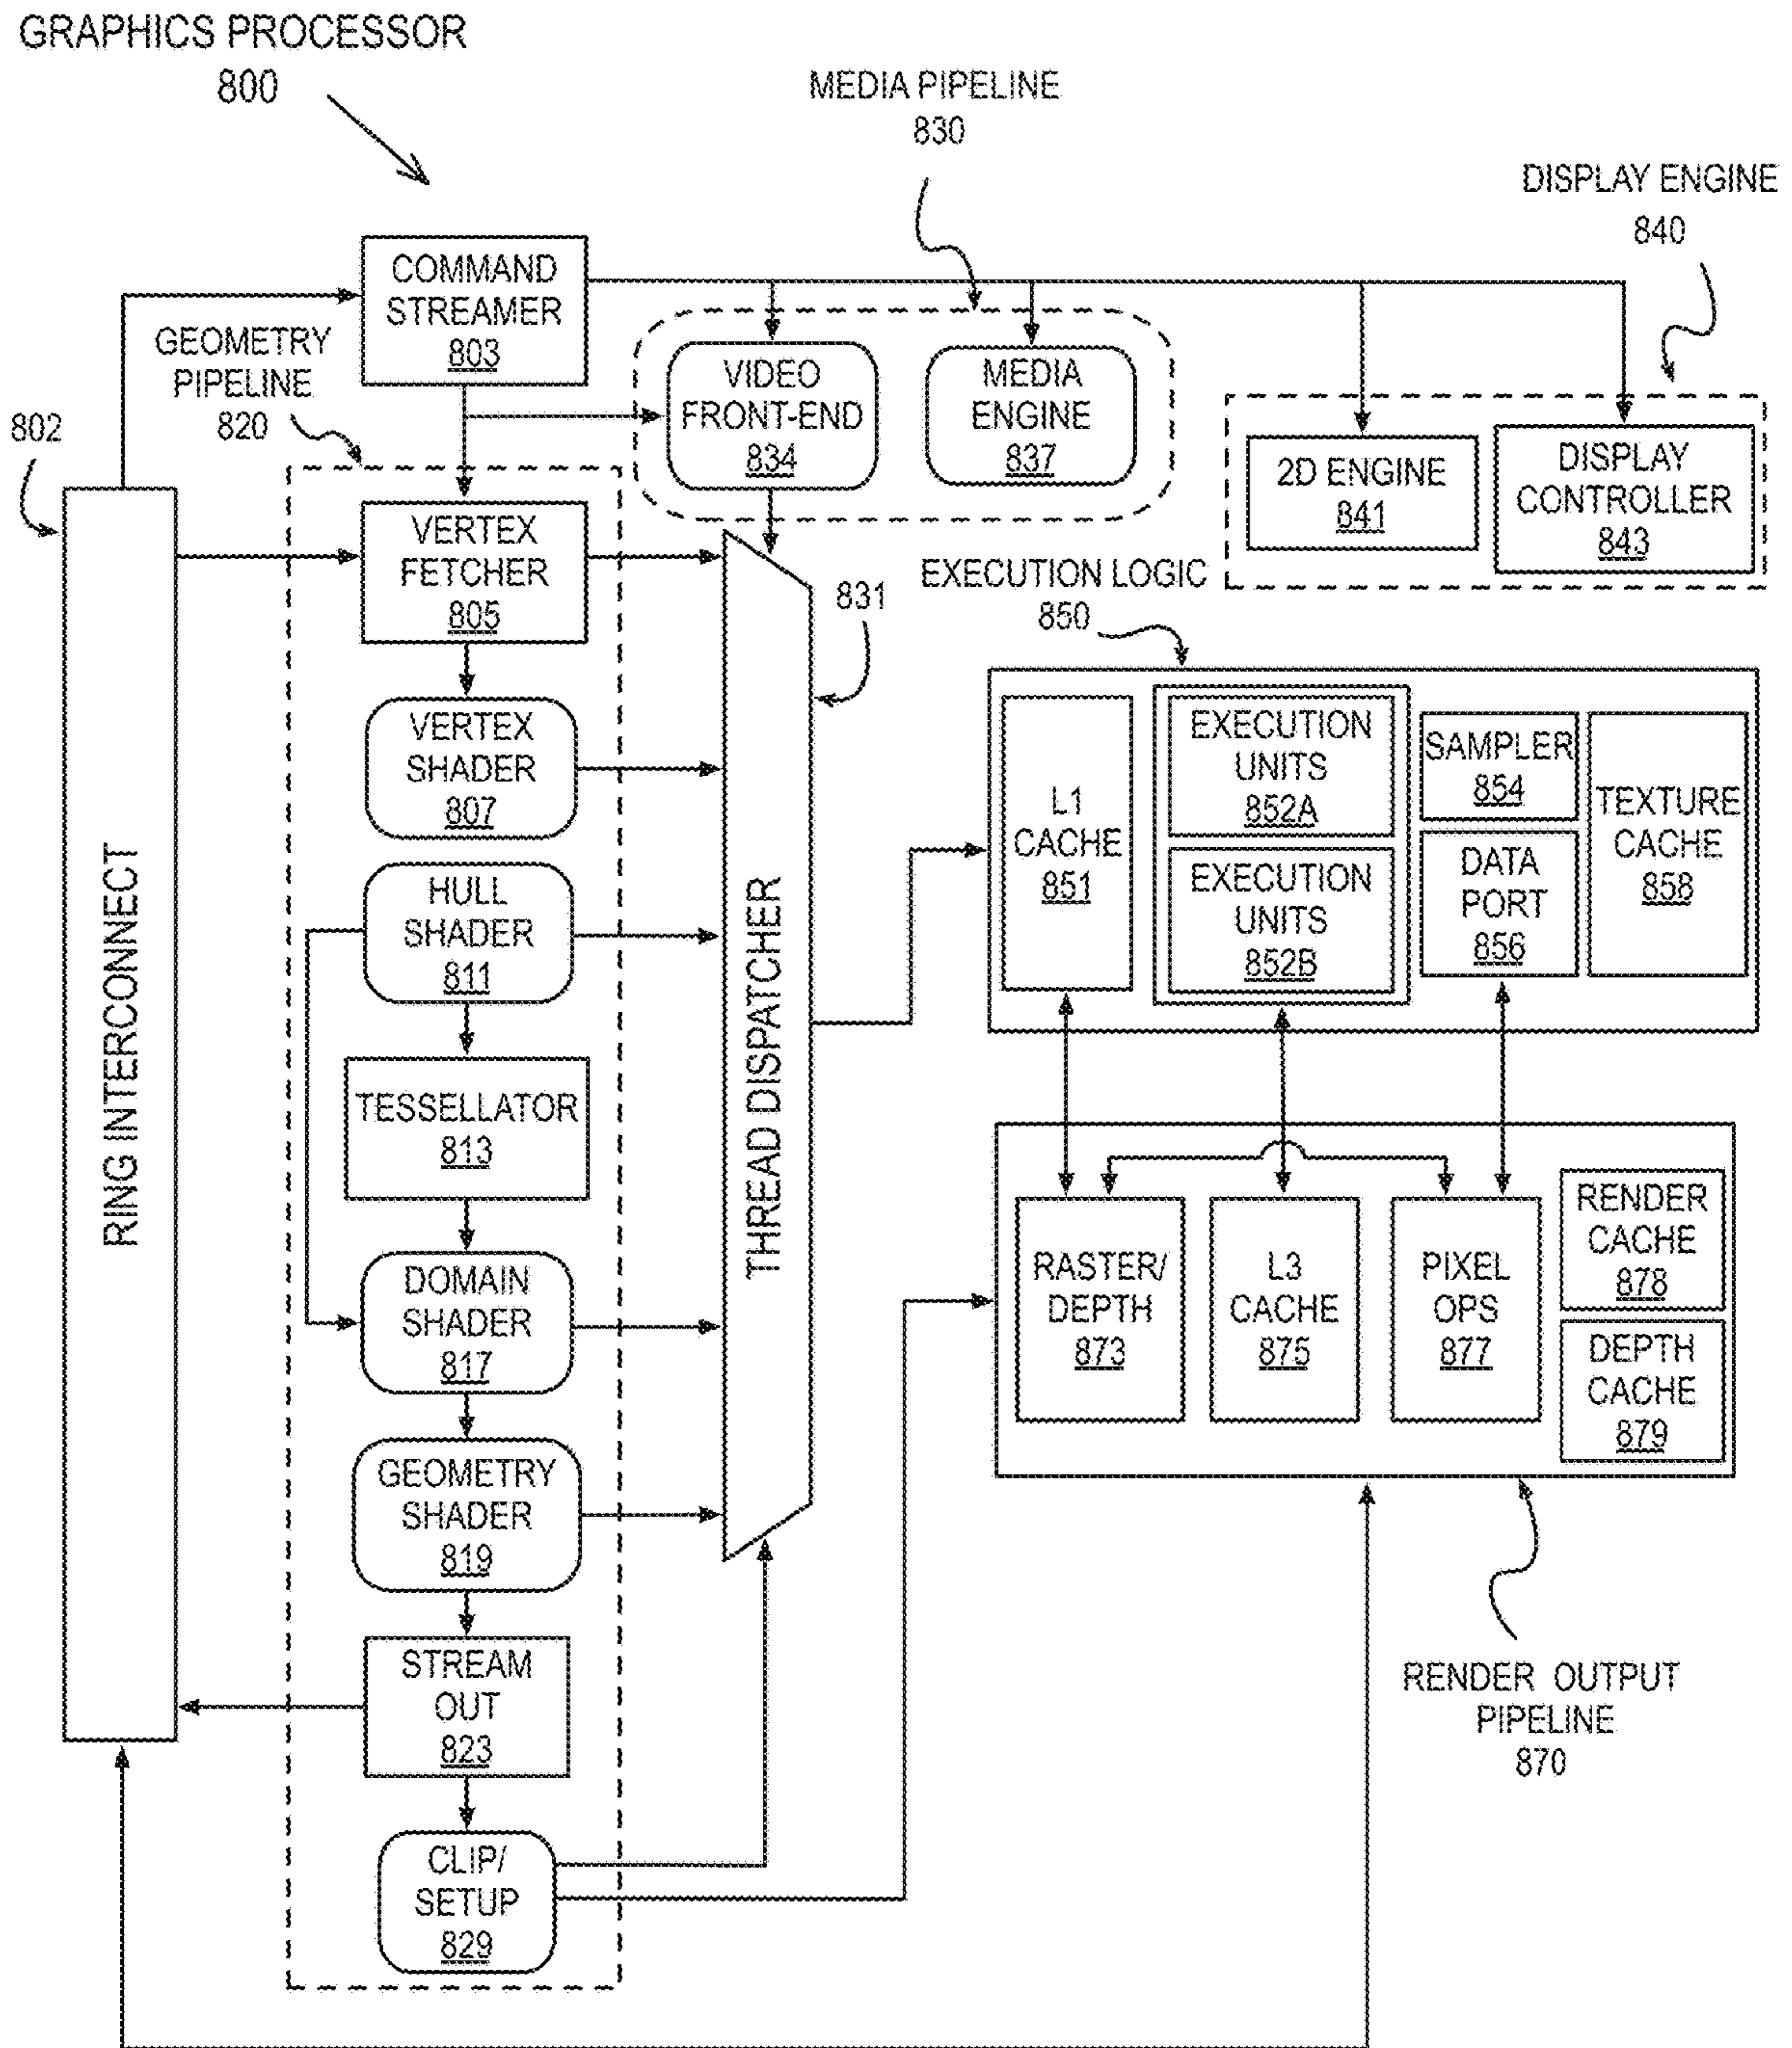 GRAPHICS PROCESSOR
800
MEDIA PIPELINE
830
DISPLAY ENGINE
840
COMMAND
STREAMER
803
GEOMETRY
PIPELINE
820
802
VIDEO
FRONT-END
834
MEDIA
ENGINE
837
2D ENGINE
841
DISPLAY
CONTROLLER
843
RING INTERCONNECT
VERTEX
FETCHER
805
VERTEX
SHADER
807
HULL
SHADER
811
TESSELLATOR
813
DOMAIN
SHADER
817
GEOMETRY
SHADER
819
STREAM
OUT
823
CLIP/
SETUP
829
THREAD DISPATCHER
831
EXECUTION LOGIC
850
L1
CACHE
851
EXECUTION
UNITS
852A
EXECUTION
UNITS
852B
SAMPLER
854
DATA
PORT
856
TEXTURE
CACHE
858
RASTER/
DEPTH
873
L3
CACHE
875
PIXEL
OPS
877
RENDER
CACHE
878
DEPTH
CACHE
879
RENDER OUTPUT
PIPELINE
870